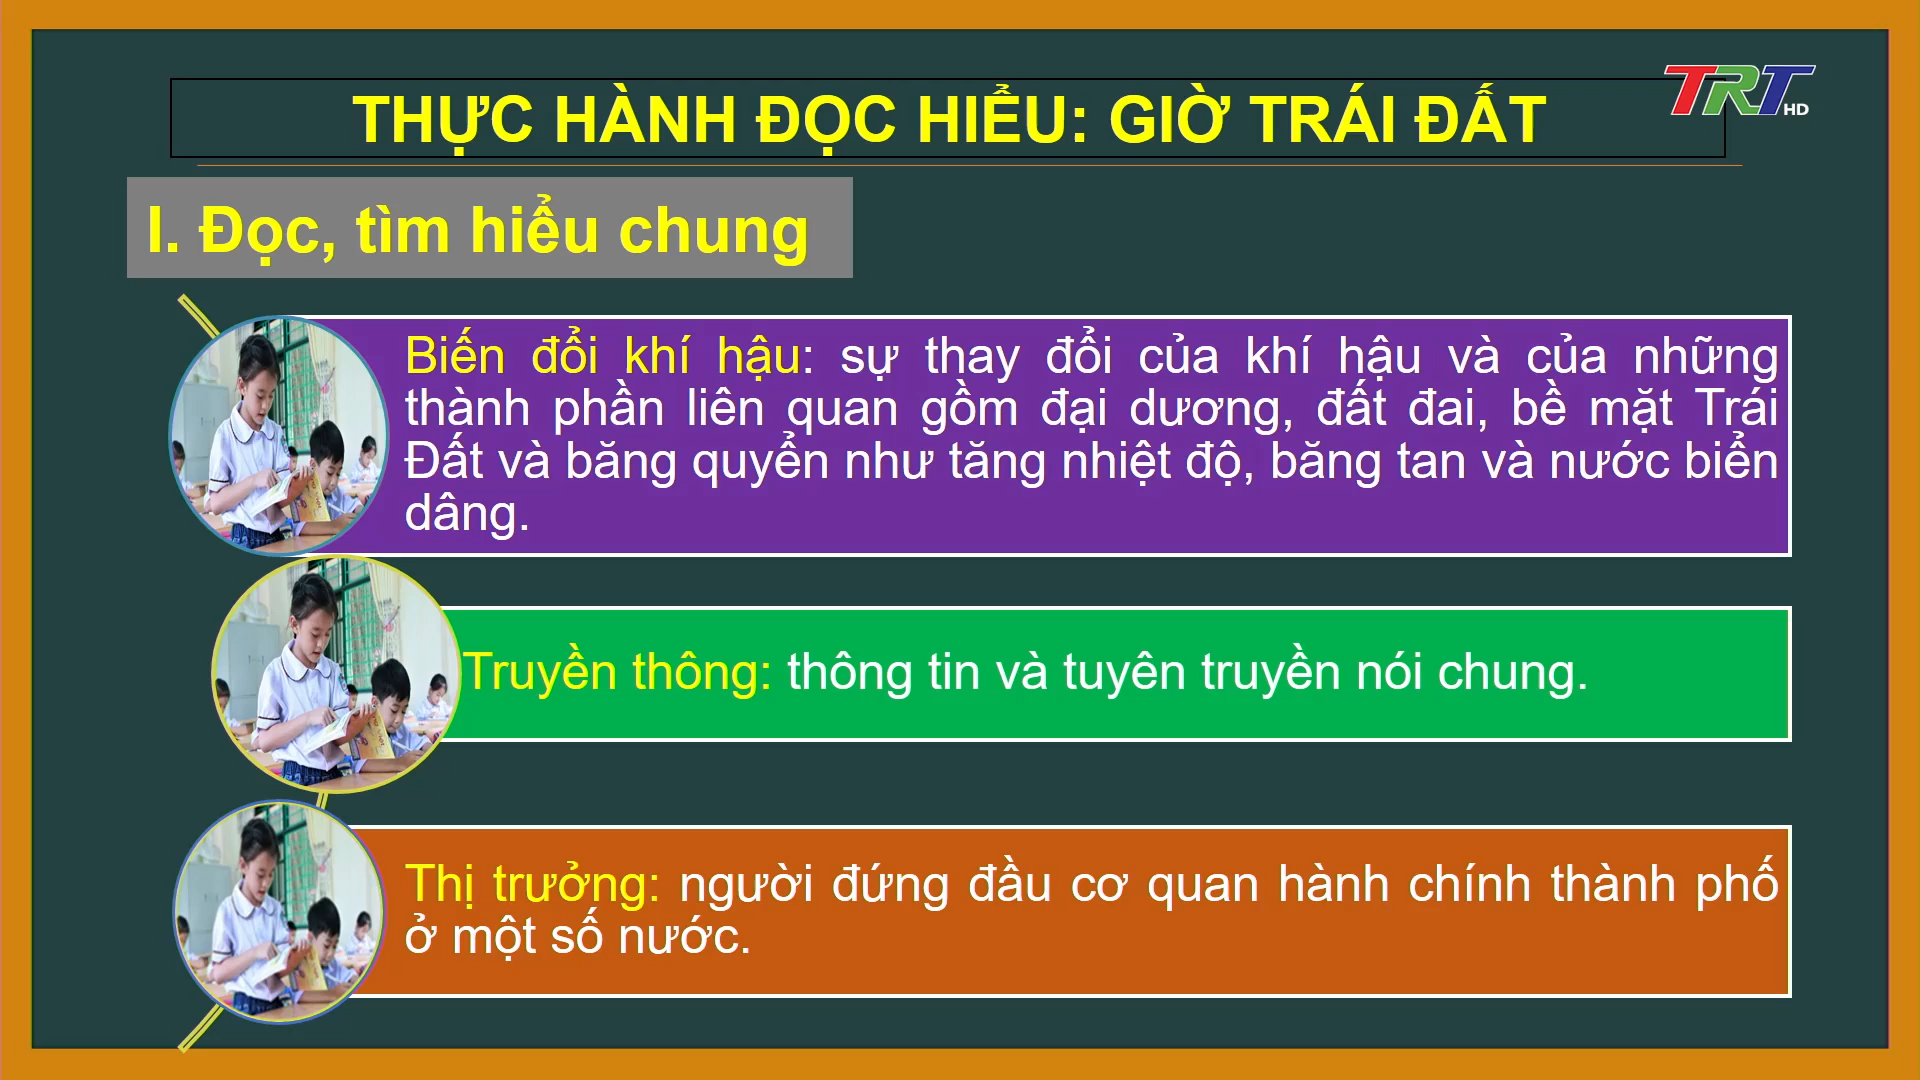 THỰC HÀNH ĐỌC HIỂU: GIỜ TRÁI ĐẤT
TRT HD
I. Đọc, tìm hiểu chung
Biến đổi khí hậu: sự thay đổi của khí hậu và của những
thành phần liên quan gồm đại dương, đất đai, bề mặt Trái
Đất và băng quyển như tăng nhiệt độ, băng tan và nước biển
dâng.
Truyền thông: thông tin và tuyên truyền nói chung.
Thị trưởng: người đứng đầu cơ quan hành chính thành phố
ở một số nước.